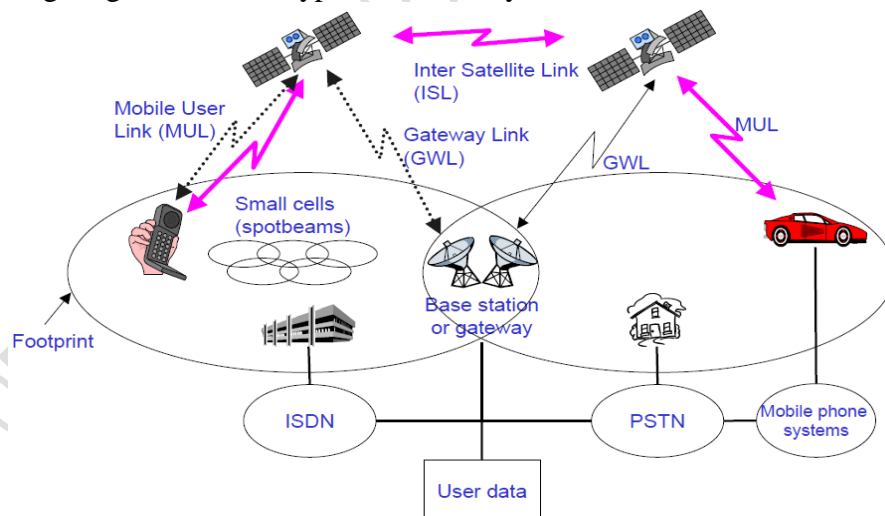 Inter Satellite Link
(ISL)
Mobile User
Link (MUL)
Gateway Link
(GWL)
MUL
GWL
Small cells
(spotbeams)
Base station
or gateway
Footprint
ISDN
PSTN
Mobile phone
systems
User data